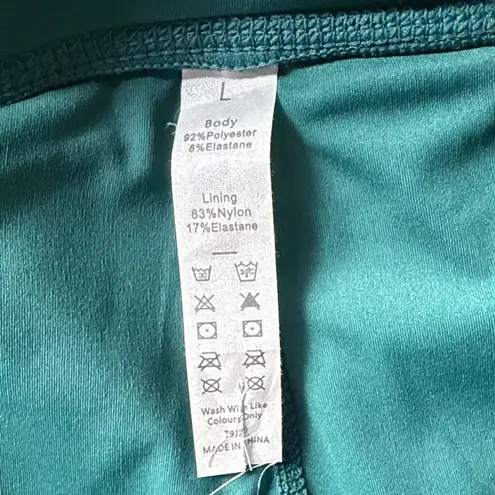 L
Body
92%Polyester
8%Elastane
Lining
83%Nylon
17%Elastane
30 30°C
Wash With Like
Colours Only
MADE IN CHINA